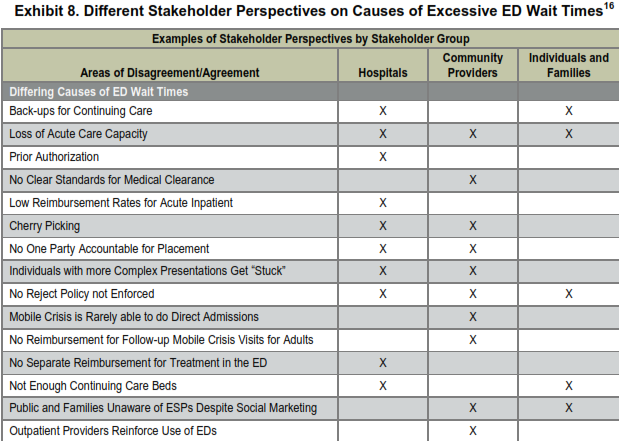 Exhibit 8. Different Stakeholder Perspectives on Causes of Excessive ED Wait Times16
Examples of Stakeholder Perspectives by Stakeholder Group
Areas of Disagreement/Agreement Hospitals Community Providers Individuals and Families
Differing Causes of ED Wait Times
Back-ups for Continuing Care X X
Loss of Acute Care Capacity X X X
Prior Authorization X
No Clear Standards for Medical Clearance X
Low Reimbursement Rates for Acute Inpatient X
Cherry Picking X X
No One Party Accountable for Placement X X
Individuals with more Complex Presentations Get "Stuck" X X
No Reject Policy not Enforced X X X
Mobile Crisis is Rarely able to do Direct Admissions X
No Reimbursement for Follow-up Mobile Crisis Visits for Adults X
No Separate Reimbursement for Treatment in the ED X
Not Enough Continuing Care Beds X X
Public and Families Unaware of ESPs Despite Social Marketing X X
Outpatient Providers Reinforce Use of EDs X